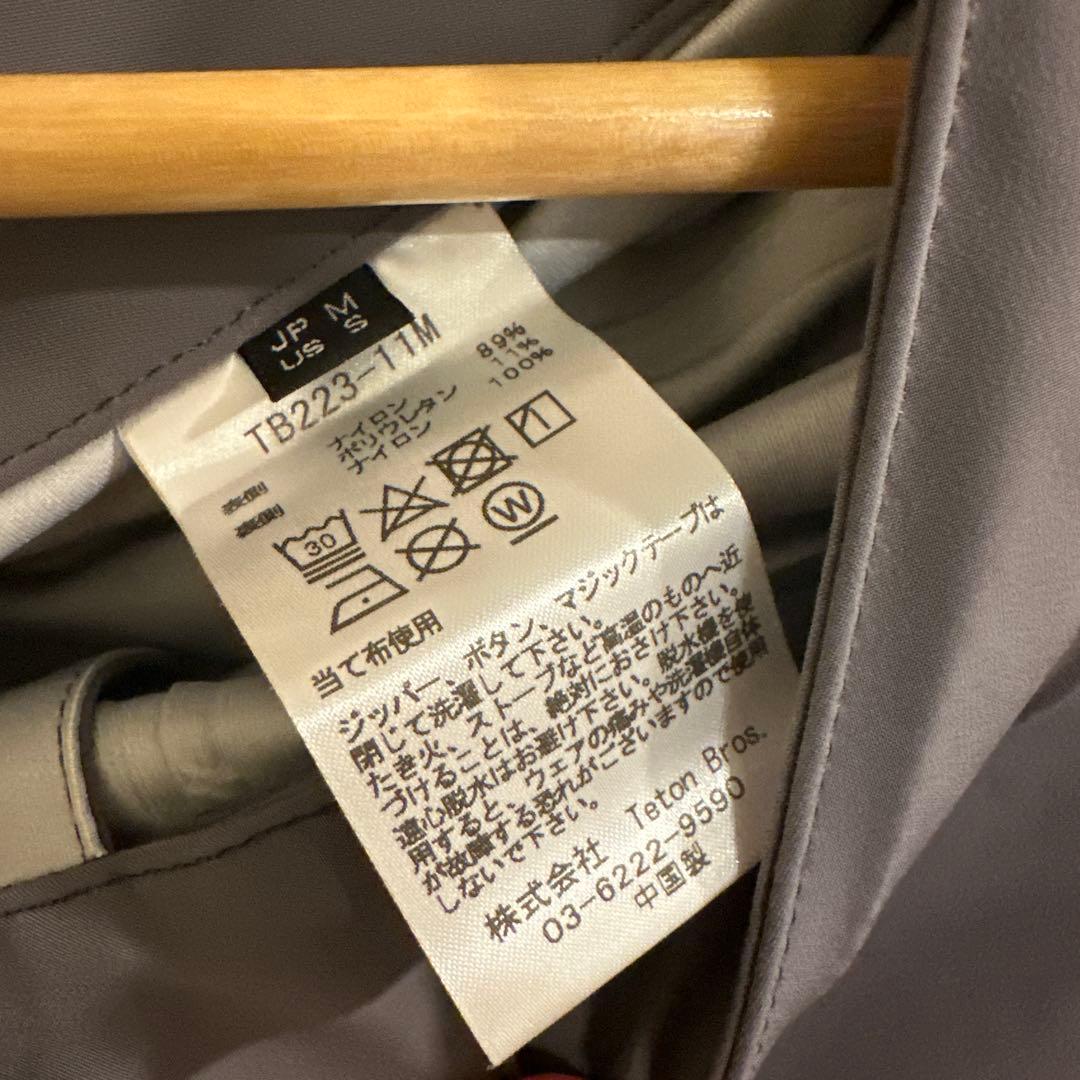 JP M
US S
TB223-11M
表側 ナイロン 89%
ポリウレタン 11%
裏側 ナイロン 100%
30
W
当て布使用
ジッパー、ボタン、マジックテープは
閉じて洗濯して下さい。
たき火、ストーブなど高温のものへ近
づけることは、絶対におさけ下さい。
遠心脱水はお避け下さい。脱水機を使
用すると、ウェアの痛みや洗濯機自体
が故障する恐れがございますので使用
しないで下さい。
株式会社 Teton Bros.
03-6222-9590
中国製